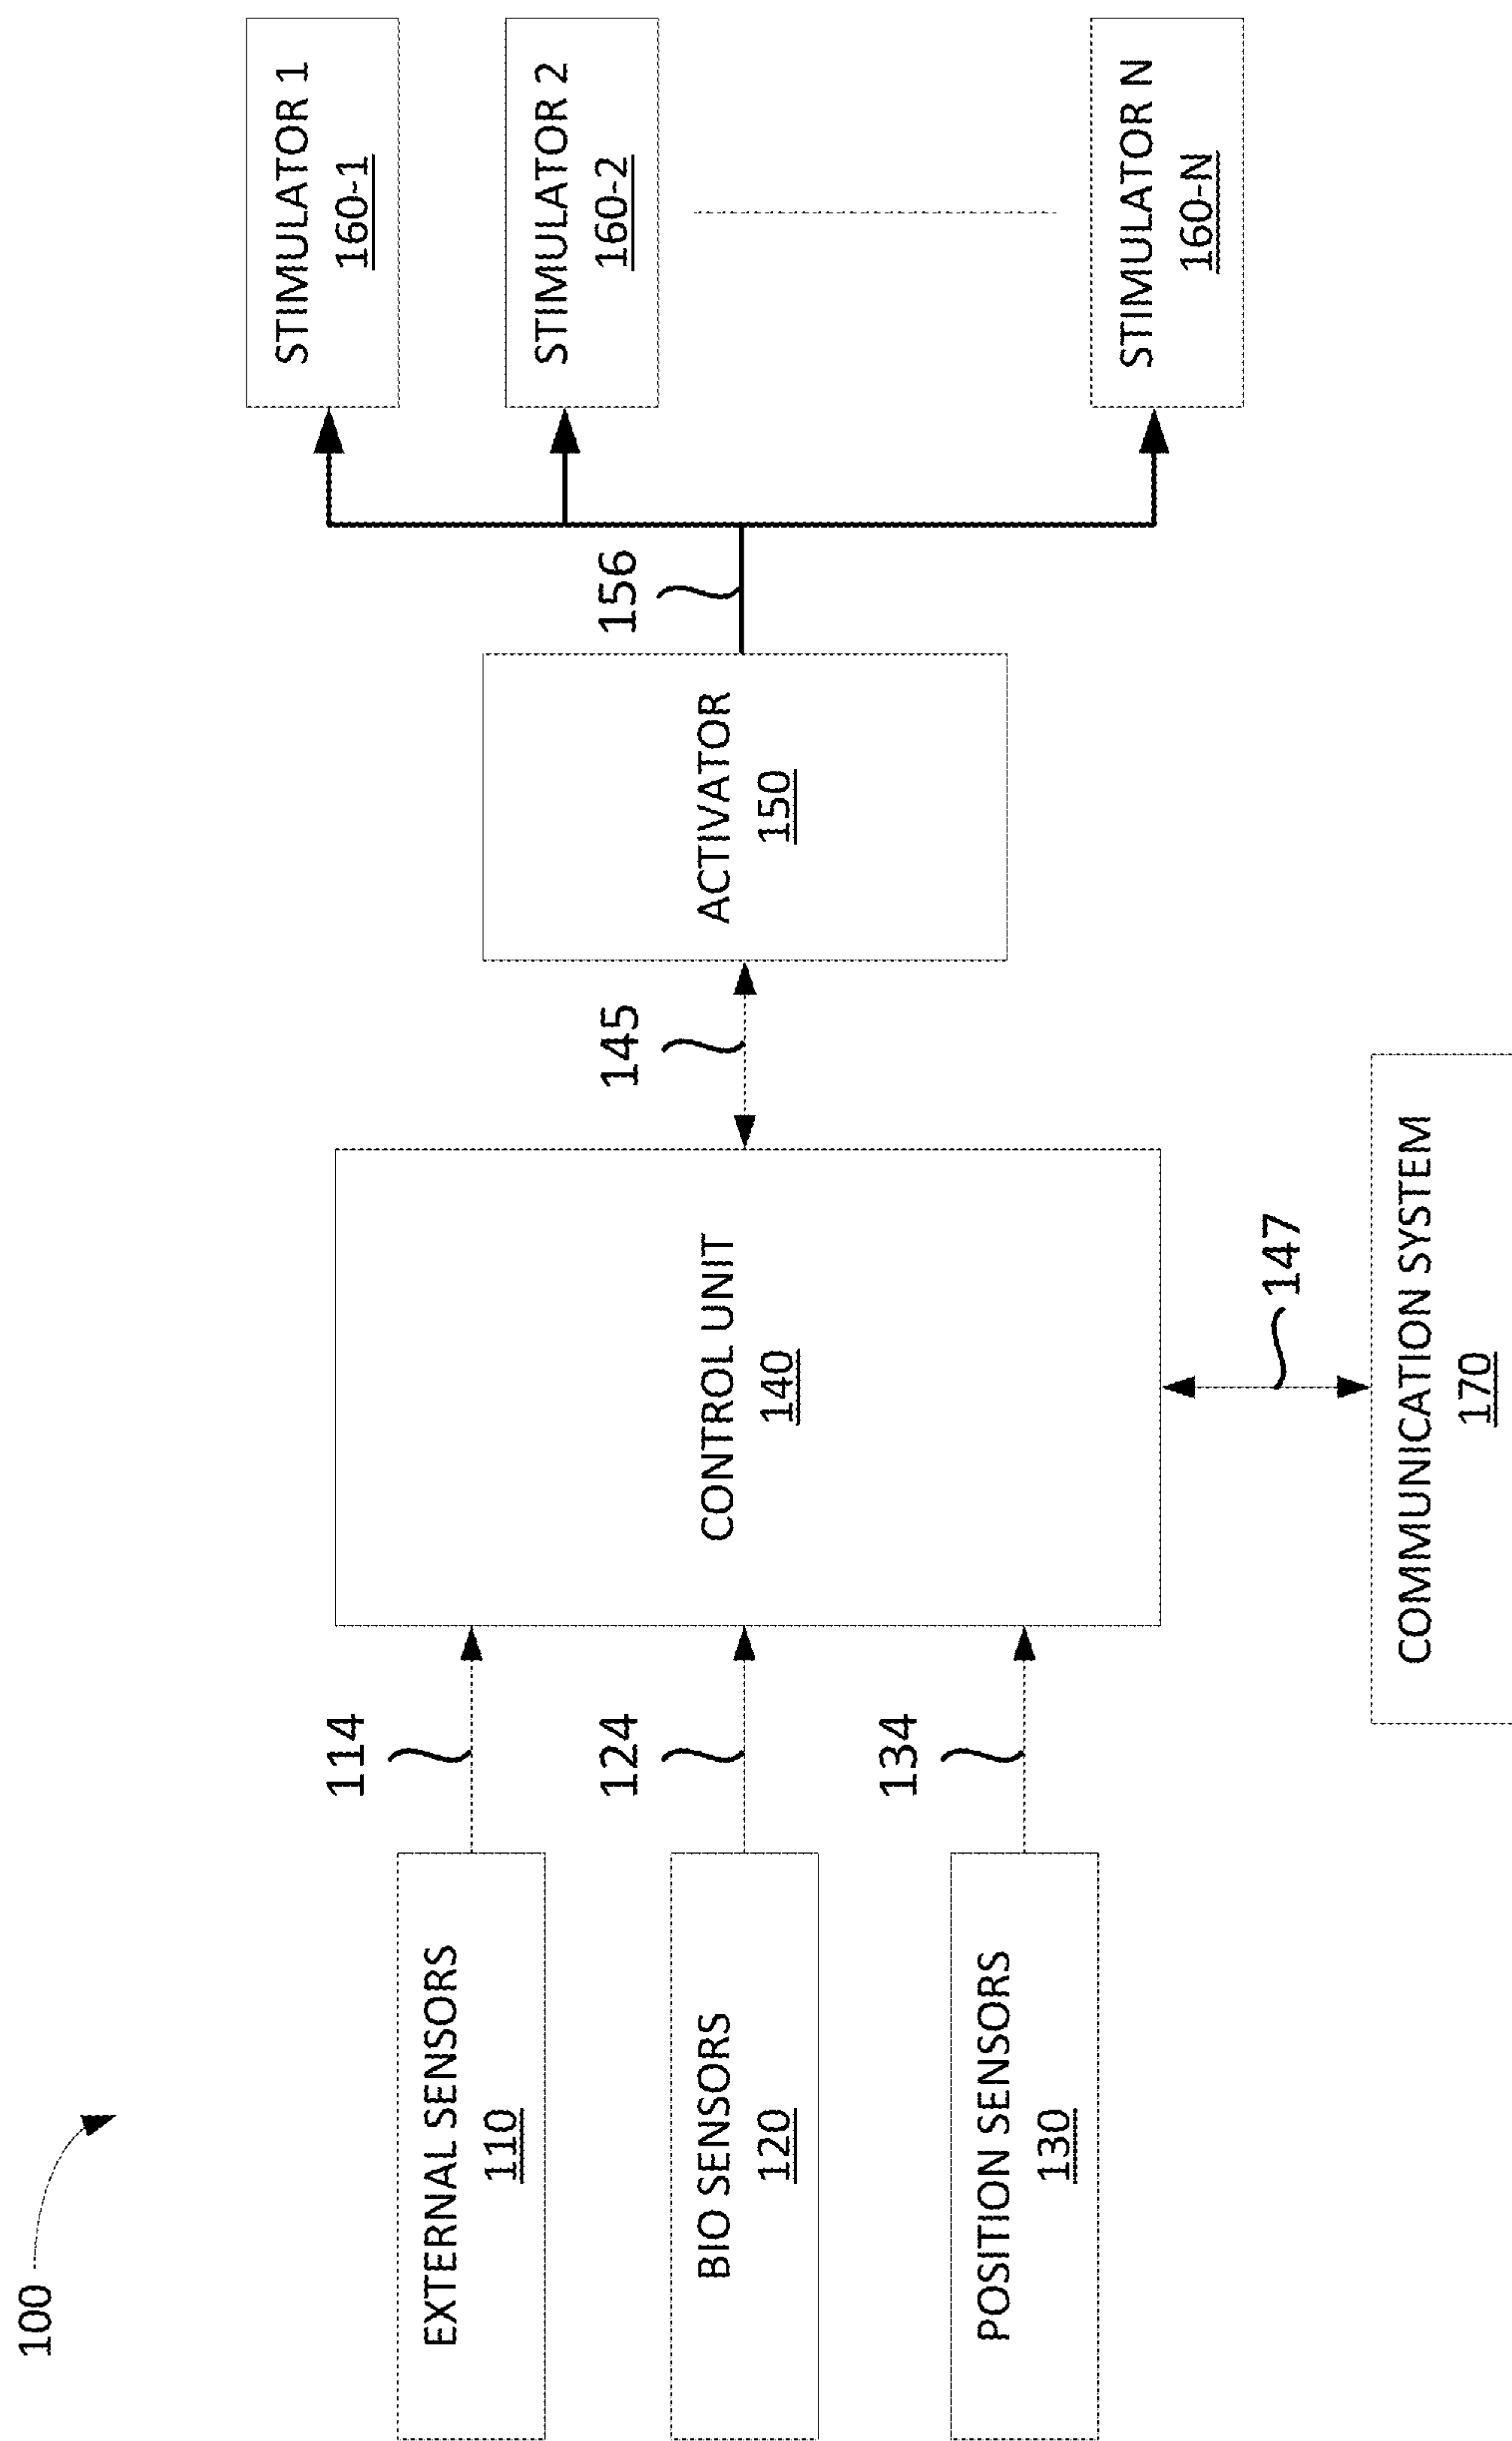 100
EXTERNAL SENSORS
110
BIO SENSORS
120
POSITION SENSORS
130
114
124
134
CONTROL UNIT
140
147
COMMUNICATION SYSTEM
170
145
ACTIVATOR
150
156
STIMULATOR 1
160-1
STIMULATOR 2
160-2
STIMULATOR N
160-N